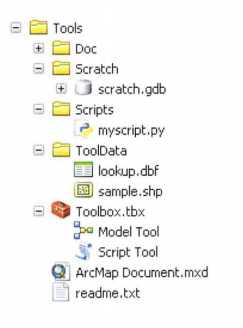 Tools
Doc
Scratch
scratch.gdb
Scripts
myscript.py
ToolData
lookup.dbf
sample.shp
Toolbox.tbx
Model Tool
Script Tool
ArcMap Document.mxd
readme.txt